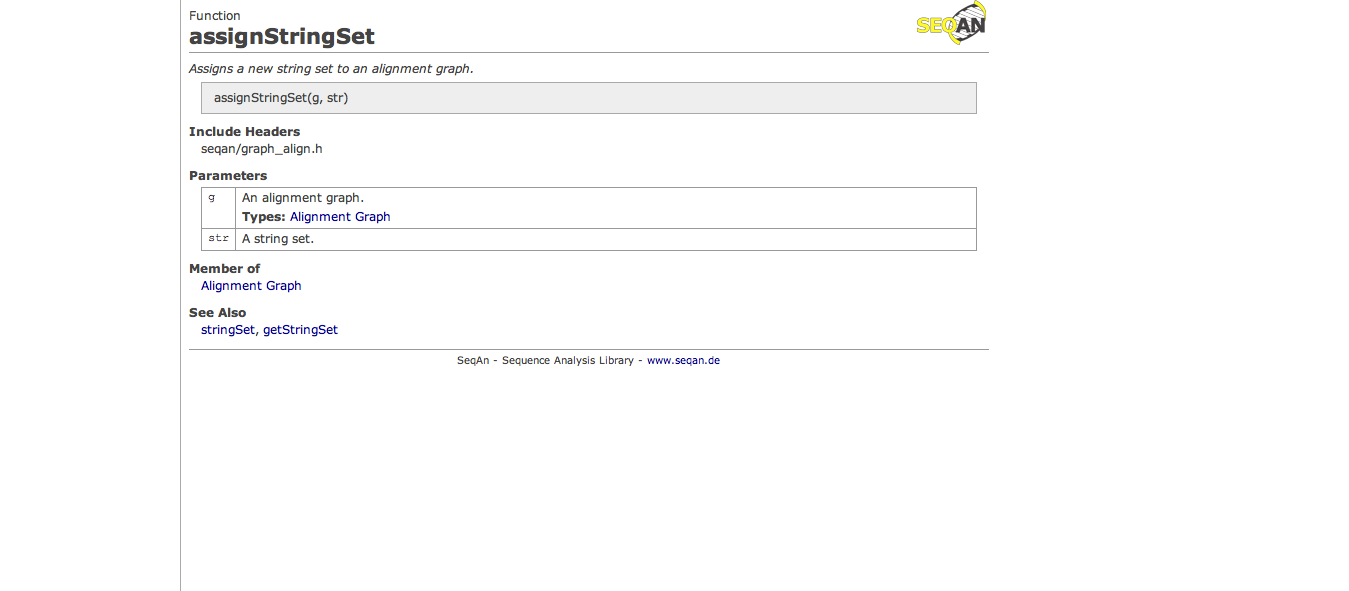 Function
SEQAN
assignStringSet
Assigns a new string set to an alignment graph.
assignStringSet(g, str)
Include Headers
seqan/graph_align.h
Parameters
g An alignment graph.
Types: Alignment Graph
str A string set.
Member of
Alignment Graph
See Also
stringSet, getStringSet
SeqAn - Sequence Analysis Library - www.seqan.de